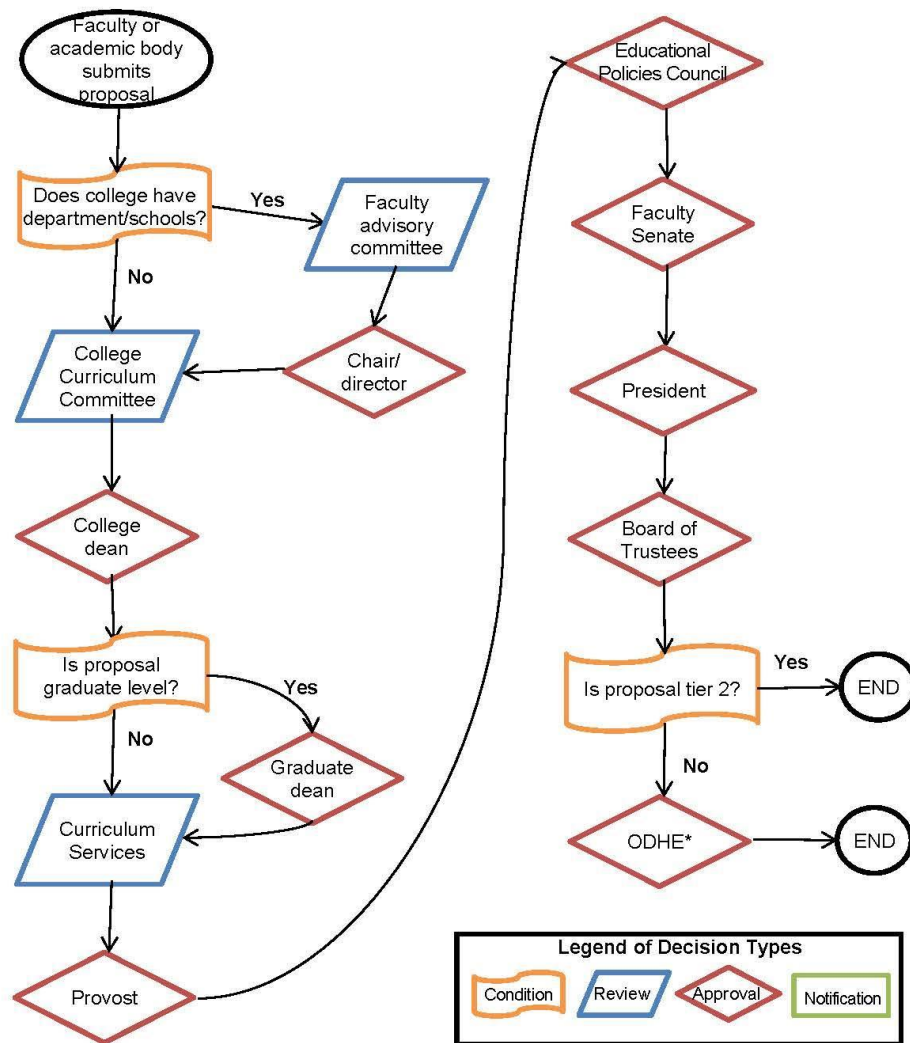 Faculty or
academic body
submits
proposal
Does college have
department/schools?
Yes
Faculty
advisory
committee
No
College
Curriculum
Committee
Chair/
director
College
dean
Is proposal
graduate level?
Yes
No
Graduate
dean
Curriculum
Services
Provost
Educational
Policies Council
Faculty
Senate
President
Board of
Trustees
Is proposal tier 2?
Yes
END
No
ODHE*
END
Legend of Decision Types
Condition
Review
Approval
Notification